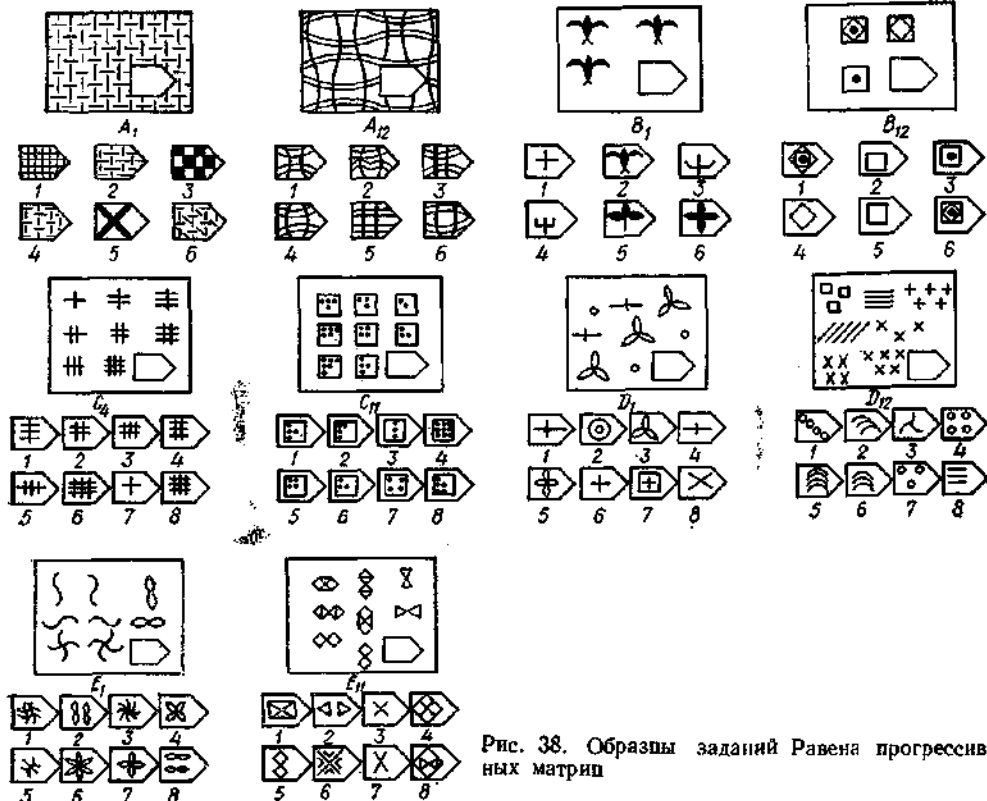 A₁ A₁₂ B₁ B₁₂
1 2 3 1 2 3 1 2 3 1 2 3
4 5 6 4 5 6 4 5 6 4 5 6
C₄ C₁₁ D₁ D₁₂
1 2 3 4 1 2 3 4 1 2 3 4 1 2 3 4
5 6 7 8 5 6 7 8 5 6 7 8 5 6 7 8
E₁ E₁₁
1 2 3 4 1 2 3 4
5 6 7 8 5 6 7 8
Рис. 38. Образцы заданий Равена прогрессив
ных матриц